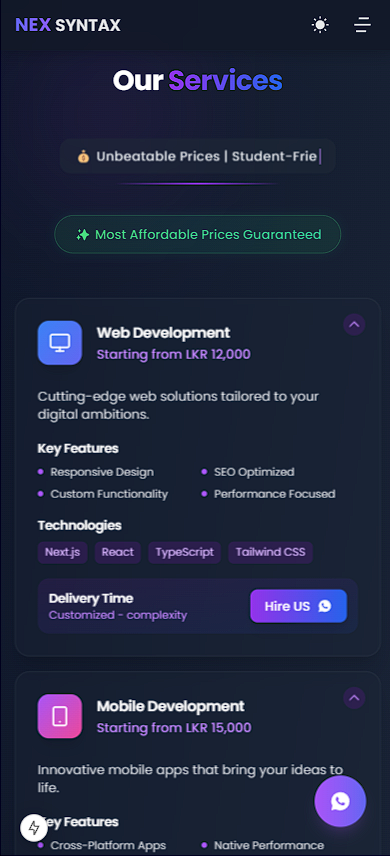 NEX SYNTAX
Our Services
💰 Unbeatable Prices | Student-Frie
✨ Most Affordable Prices Guaranteed
Web Development
Starting from LKR 12,000
Cutting-edge web solutions tailored to your
digital ambitions.
Key Features
Responsive Design
SEO Optimized
Custom Functionality
Performance Focused
Technologies
Next.js
React
TypeScript
Tailwind CSS
Delivery Time
Customized - complexity
Hire US
Mobile Development
Starting from LKR 15,000
Innovative mobile apps that bring your ideas to
life.
Key Features
Cross-Platform Apps
Native Performance